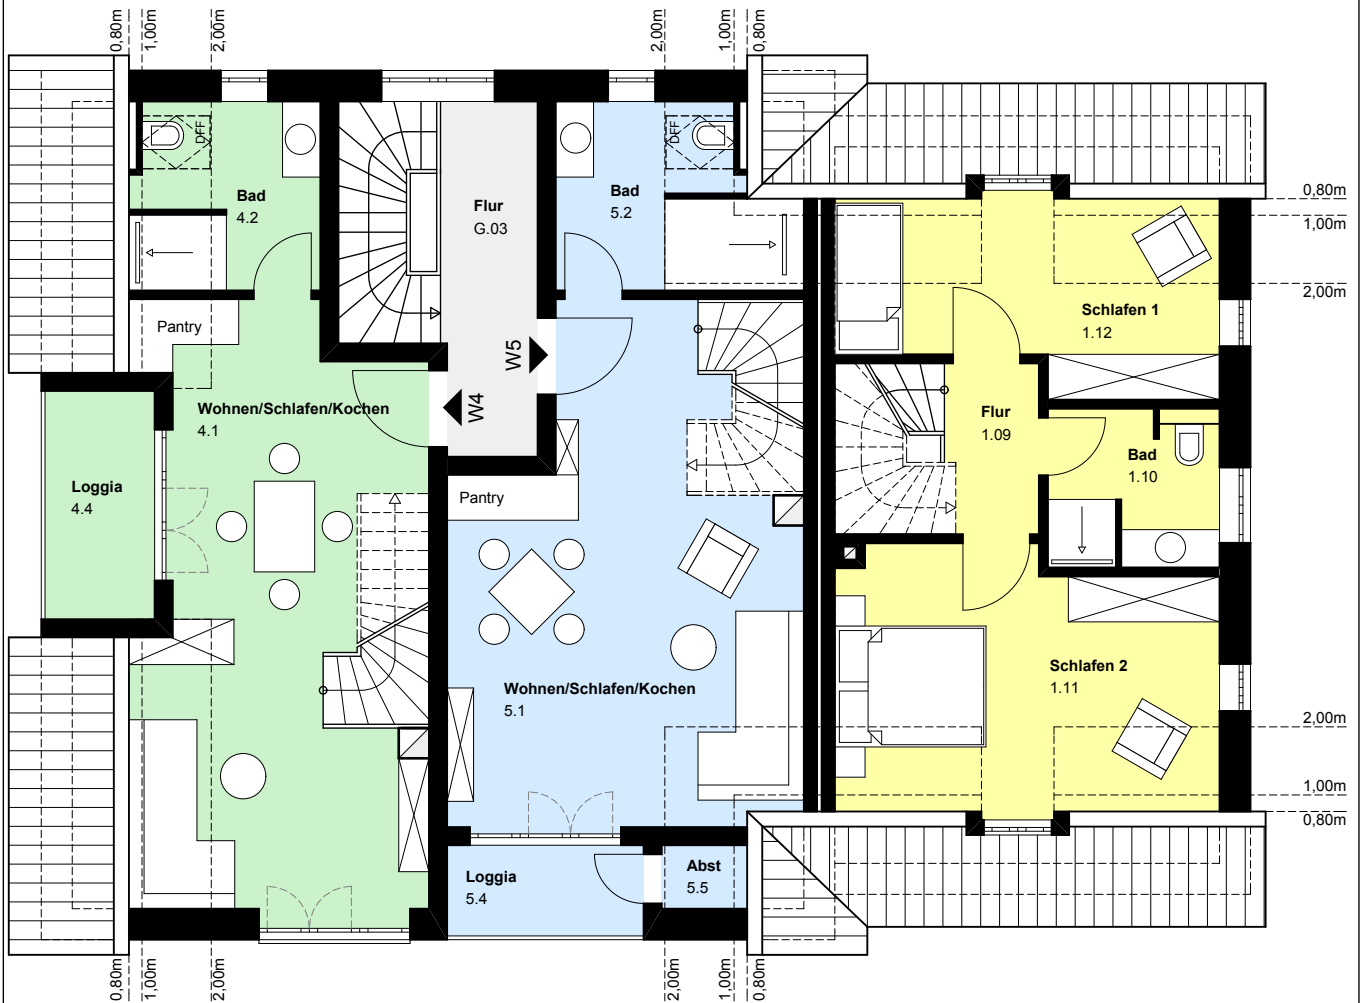 0,80m
1,00m
2,00m
2,00m
1,00m
0,80m
DFF
DFF
Bad
4.2
Flur
G.03
Bad
5.2
0,80m
1,00m
2,00m
Schlafen 1
1.12
Pantry
W5
W4
Wohnen/Schlafen/Kochen
4.1
Flur
1.09
Bad
1.10
Loggia
4.4
Pantry
Schlafen 2
1.11
Wohnen/Schlafen/Kochen
5.1
2,00m
1,00m
0,80m
Loggia
5.4
Abst
5.5
0,80m
1,00m
2,00m
2,00m
1,00m
0,80m